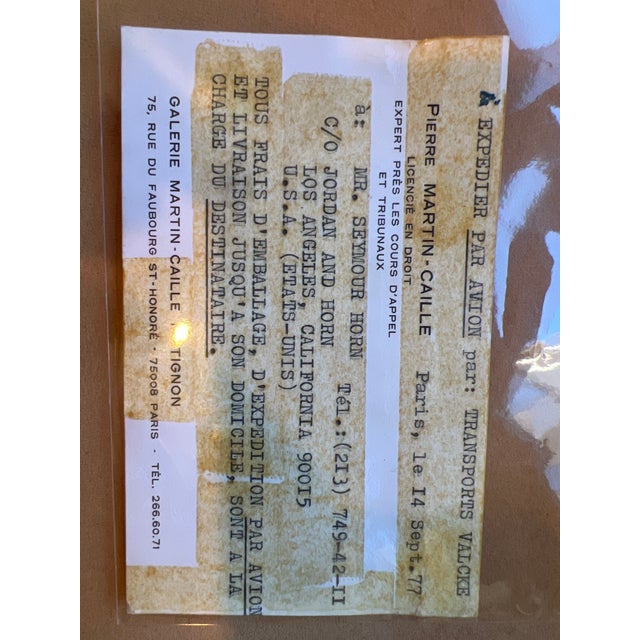 À EXPEDIER PAR AVION par: TRANSPORTS VALCKE
PIERRE MARTIN-CAILLE Paris, le I4 Sept.77
LICENCIÉ EN DROIT
EXPERT PRÈS LES COURS D'APPEL
ET TRIBUNAUX
à: MR. SEYMOUR HORN Tél.:(2I3) 749-42-II
C/O JORDAN AND HORN
LOS ANGELES, CALIFORNIA 900I5
U.S.A. (ETATS-UNIS)
TOUS FRAIS D'EMBALLAGE, D'EXPEDITION PAR AVION
ET LIVRAISON JUSQU'A SON DOMICILE, SONT A LA
CHARGE DU DESTINATAIRE.
GALERIE MARTIN-CAILLE TIGNON
75, RUE DU FAUBOURG ST-HONORÉ · 75008 PARIS · TÉL. 266.60.71